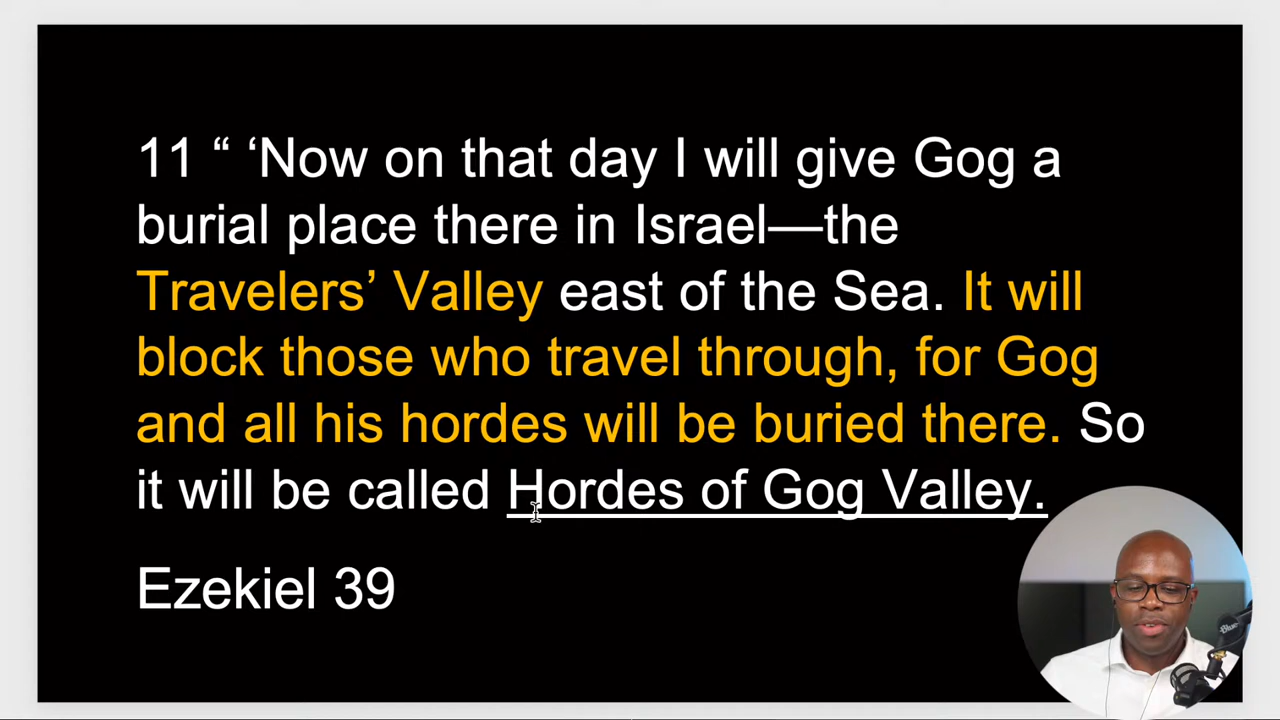 11 “ ‘Now on that day I will give Gog a
burial place there in Israel—the
Travelers’ Valley east of the Sea. It will
block those who travel through, for Gog
and all his hordes will be buried there. So
it will be called Hordes of Gog Valley.
Ezekiel 39
Blue